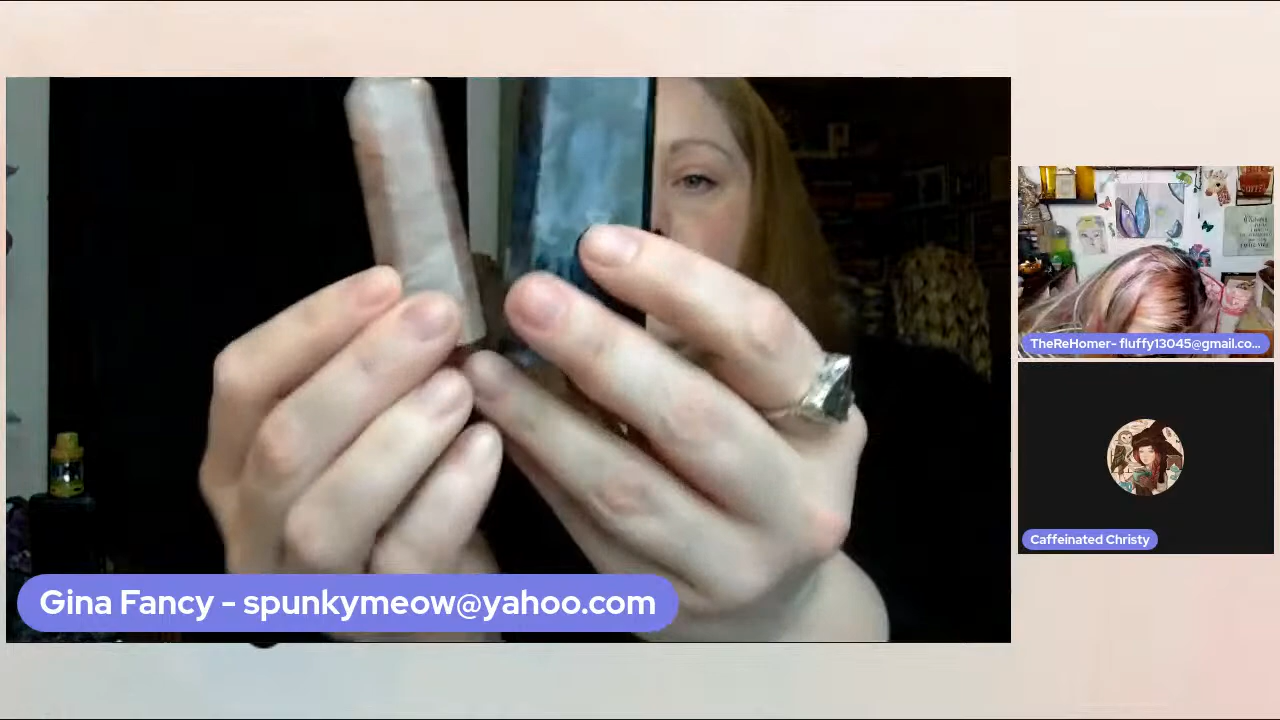 Gina Fancy - spunkymeow@yahoo.com
TheReHomer- fluffy13045@gmail.co...
Caffeinated Christy